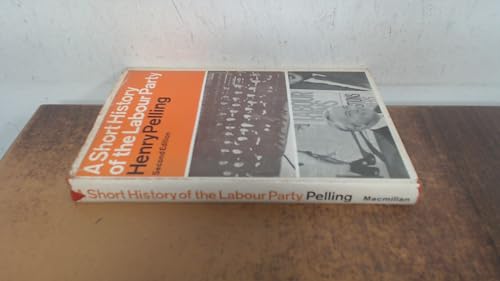 A Short History
of the Labour Party
Henry Pelling
Second Edition
A Short History of the Labour Party Pelling Macmillan